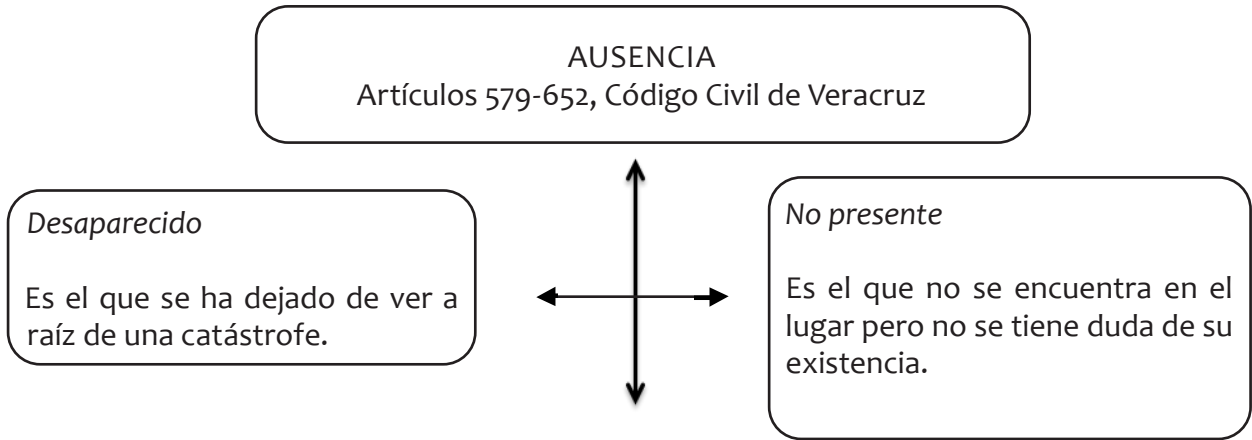 AUSENCIA
Artículos 579-652, Código Civil de Veracruz
Desaparecido
Es el que se ha dejado de ver a
raíz de una catástrofe.
No presente
Es el que no se encuentra en el
lugar pero no se tiene duda de su
existencia.